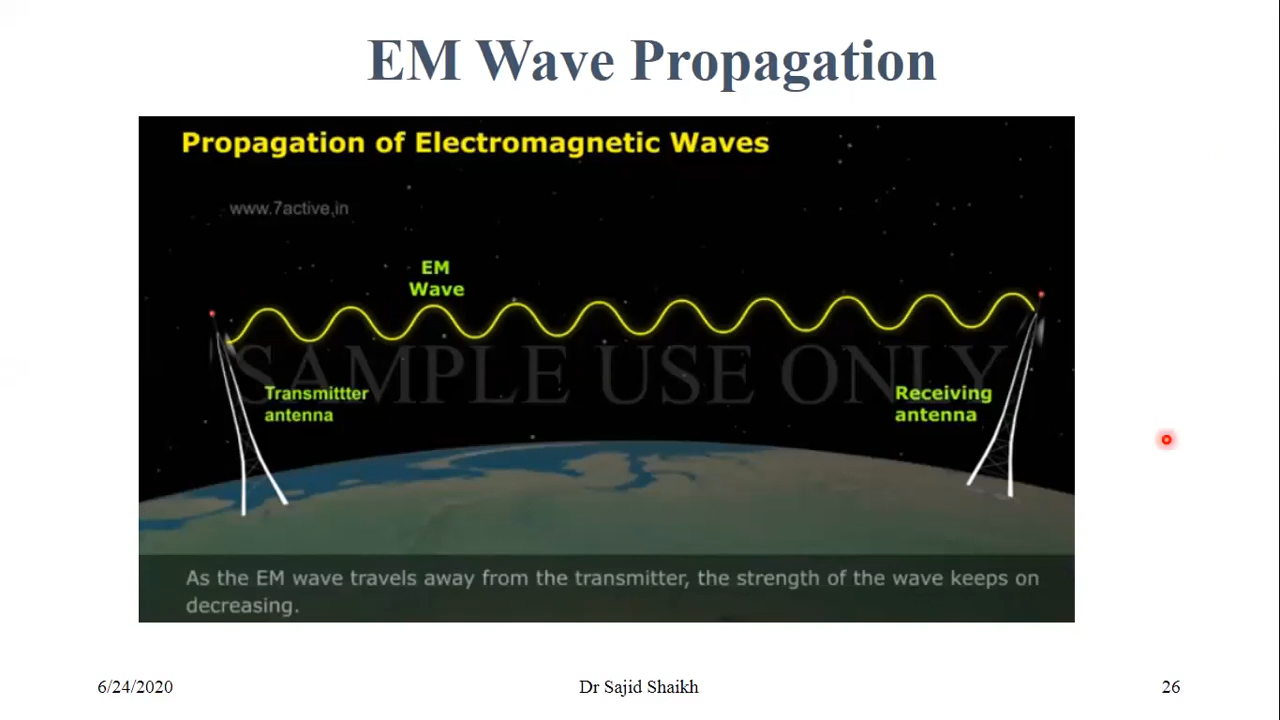 EM Wave Propagation
Propagation of Electromagnetic Waves
www.7active.in
EM
Wave
SAMPLE USE ONLY
Transmittter
antenna
Receiving
antenna
As the EM wave travels away from the transmitter, the strength of the wave keeps on
decreasing.
6/24/2020
Dr Sajid Shaikh
26